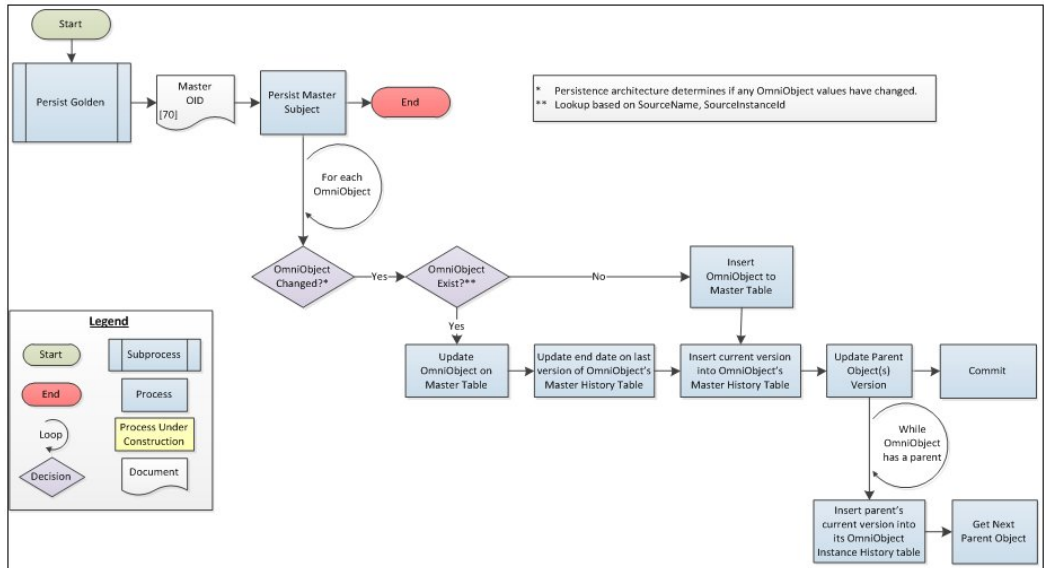 Start
Persist Golden
Master
OID
[70]
Persist Master
Subject
End
* Persistence architecture determines if any OmniObject values have changed.
** Lookup based on SourceName, SourceInstanceId
For each
OmniObject
OmniObject
Changed?*
Yes
OmniObject
Exist?**
No
Insert
OmniObject to
Master Table
Yes
Update
OmniObject on
Master Table
Update end date on last
version of OmniObject's
Master History Table
Insert current version
into OmniObject's
Master History Table
Update Parent
Object(s)
Version
Commit
While
OmniObject
has a parent
Insert parent's
current version into
its OmniObject
Instance History table
Get Next
Parent Object
Legend
Start
Subprocess
End
Process
Loop
Process Under
Construction
Decision
Document